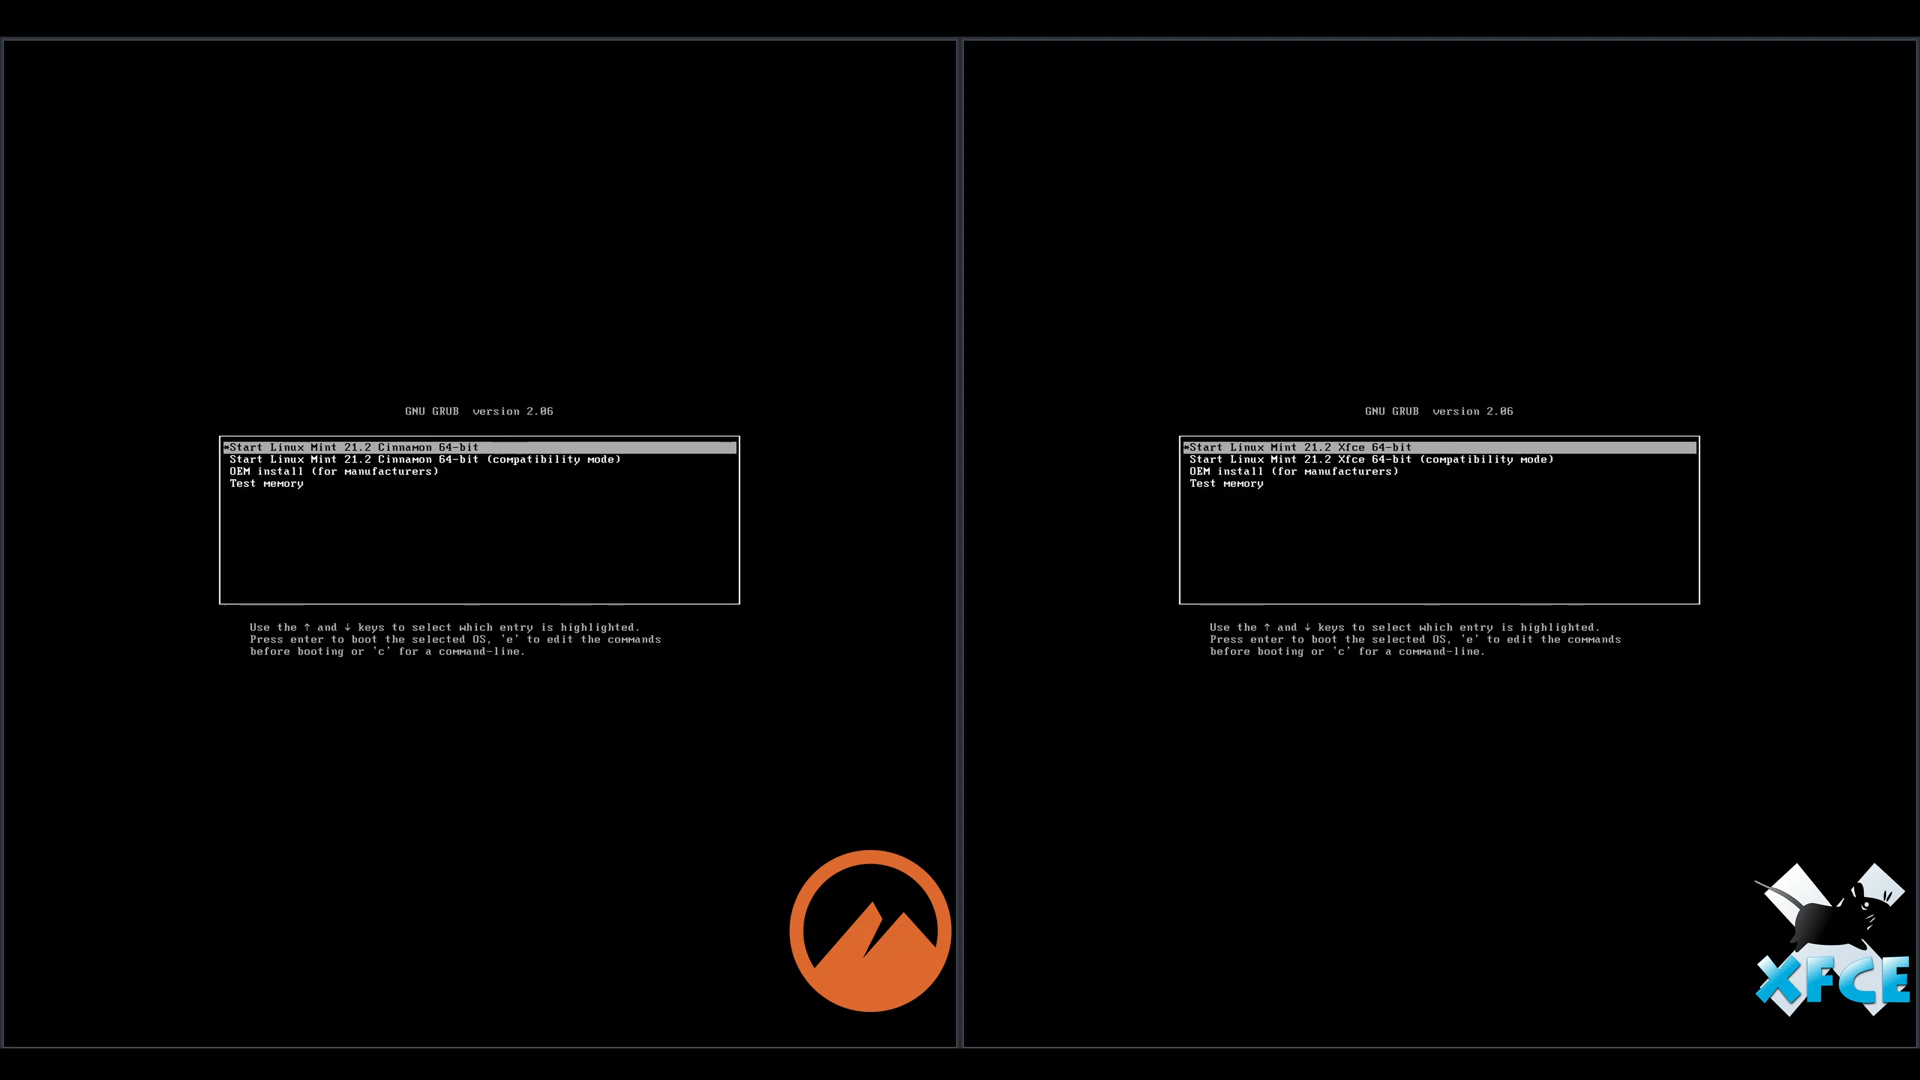 GNU GRUB version 2.06
*Start Linux Mint 21.2 Cinnamon 64-bit
Start Linux Mint 21.2 Cinnamon 64-bit (compatibility mode)
OEM install (for manufacturers)
Test memory
Use the ↑ and ↓ keys to select which entry is highlighted.
Press enter to boot the selected OS, 'e' to edit the commands
before booting or 'c' for a command-line.
GNU GRUB version 2.06
*Start Linux Mint 21.2 Xfce 64-bit
Start Linux Mint 21.2 Xfce 64-bit (compatibility mode)
OEM install (for manufacturers)
Test memory
Use the ↑ and ↓ keys to select which entry is highlighted.
Press enter to boot the selected OS, 'e' to edit the commands
before booting or 'c' for a command-line.
XFCE